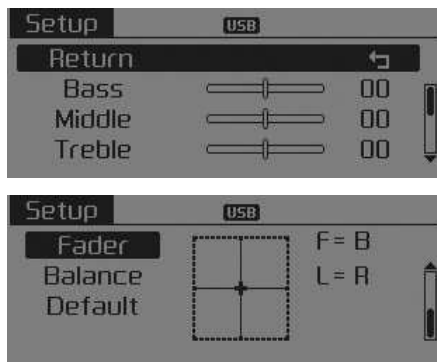 Setup USB
Return
Bass 00
Middle 00
Treble 00
Setup USB
Fader F = B
Balance L = R
Default